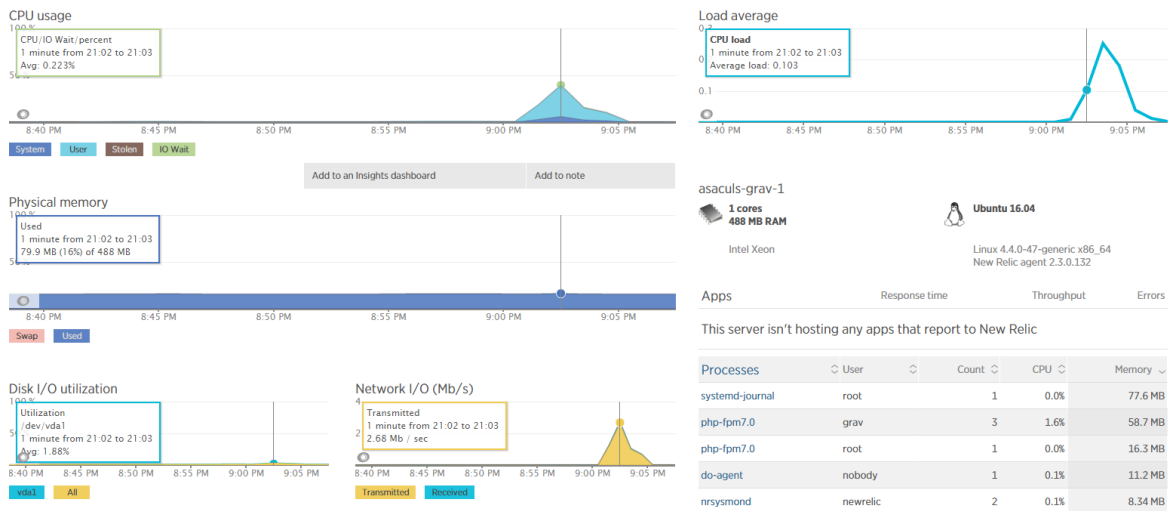 CPU usage
100 %
CPU/IO Wait/percent
1 minute from 21:02 to 21:03
Avg: 0.223%
8:40 PM 8:45 PM 8:50 PM 8:55 PM 9:00 PM 9:05 PM
System User Stolen IO Wait
Add to an Insights dashboard Add to note
Physical memory
100 %
Used
1 minute from 21:02 to 21:03
79.9 MB (16%) of 488 MB
8:40 PM 8:45 PM 8:50 PM 8:55 PM 9:00 PM 9:05 PM
Swap Used
Disk I/O utilization
100 %
Utilization
/dev/vda1
1 minute from 21:02 to 21:03
Avg: 1.88%
8:40 PM 8:45 PM 8:50 PM 8:55 PM 9:00 PM 9:05 PM
vda1 All
Network I/O (Mb/s)
4
2
Transmitted
1 minute from 21:02 to 21:03
2.68 Mb / sec
8:40 PM 8:45 PM 8:50 PM 8:55 PM 9:00 PM 9:05 PM
Transmitted Received
Load average
0.2
CPU load
1 minute from 21:02 to 21:03
Average load: 0.103
0.1
8:40 PM 8:45 PM 8:50 PM 8:55 PM 9:00 PM 9:05 PM
asaculs-grav-1
1 cores
488 MB RAM
Intel Xeon
Ubuntu 16.04
Linux 4.4.0-47-generic x86_64
New Relic agent 2.3.0.132
Apps Response time Throughput Errors
This server isn't hosting any apps that report to New Relic
Processes User Count CPU Memory
systemd-journal root 1 0.0% 77.6 MB
php-fpm7.0 grav 3 1.6% 58.7 MB
php-fpm7.0 root 1 0.0% 16.3 MB
do-agent nobody 1 0.1% 11.2 MB
nrsysmond newrelic 2 0.1% 8.34 MB